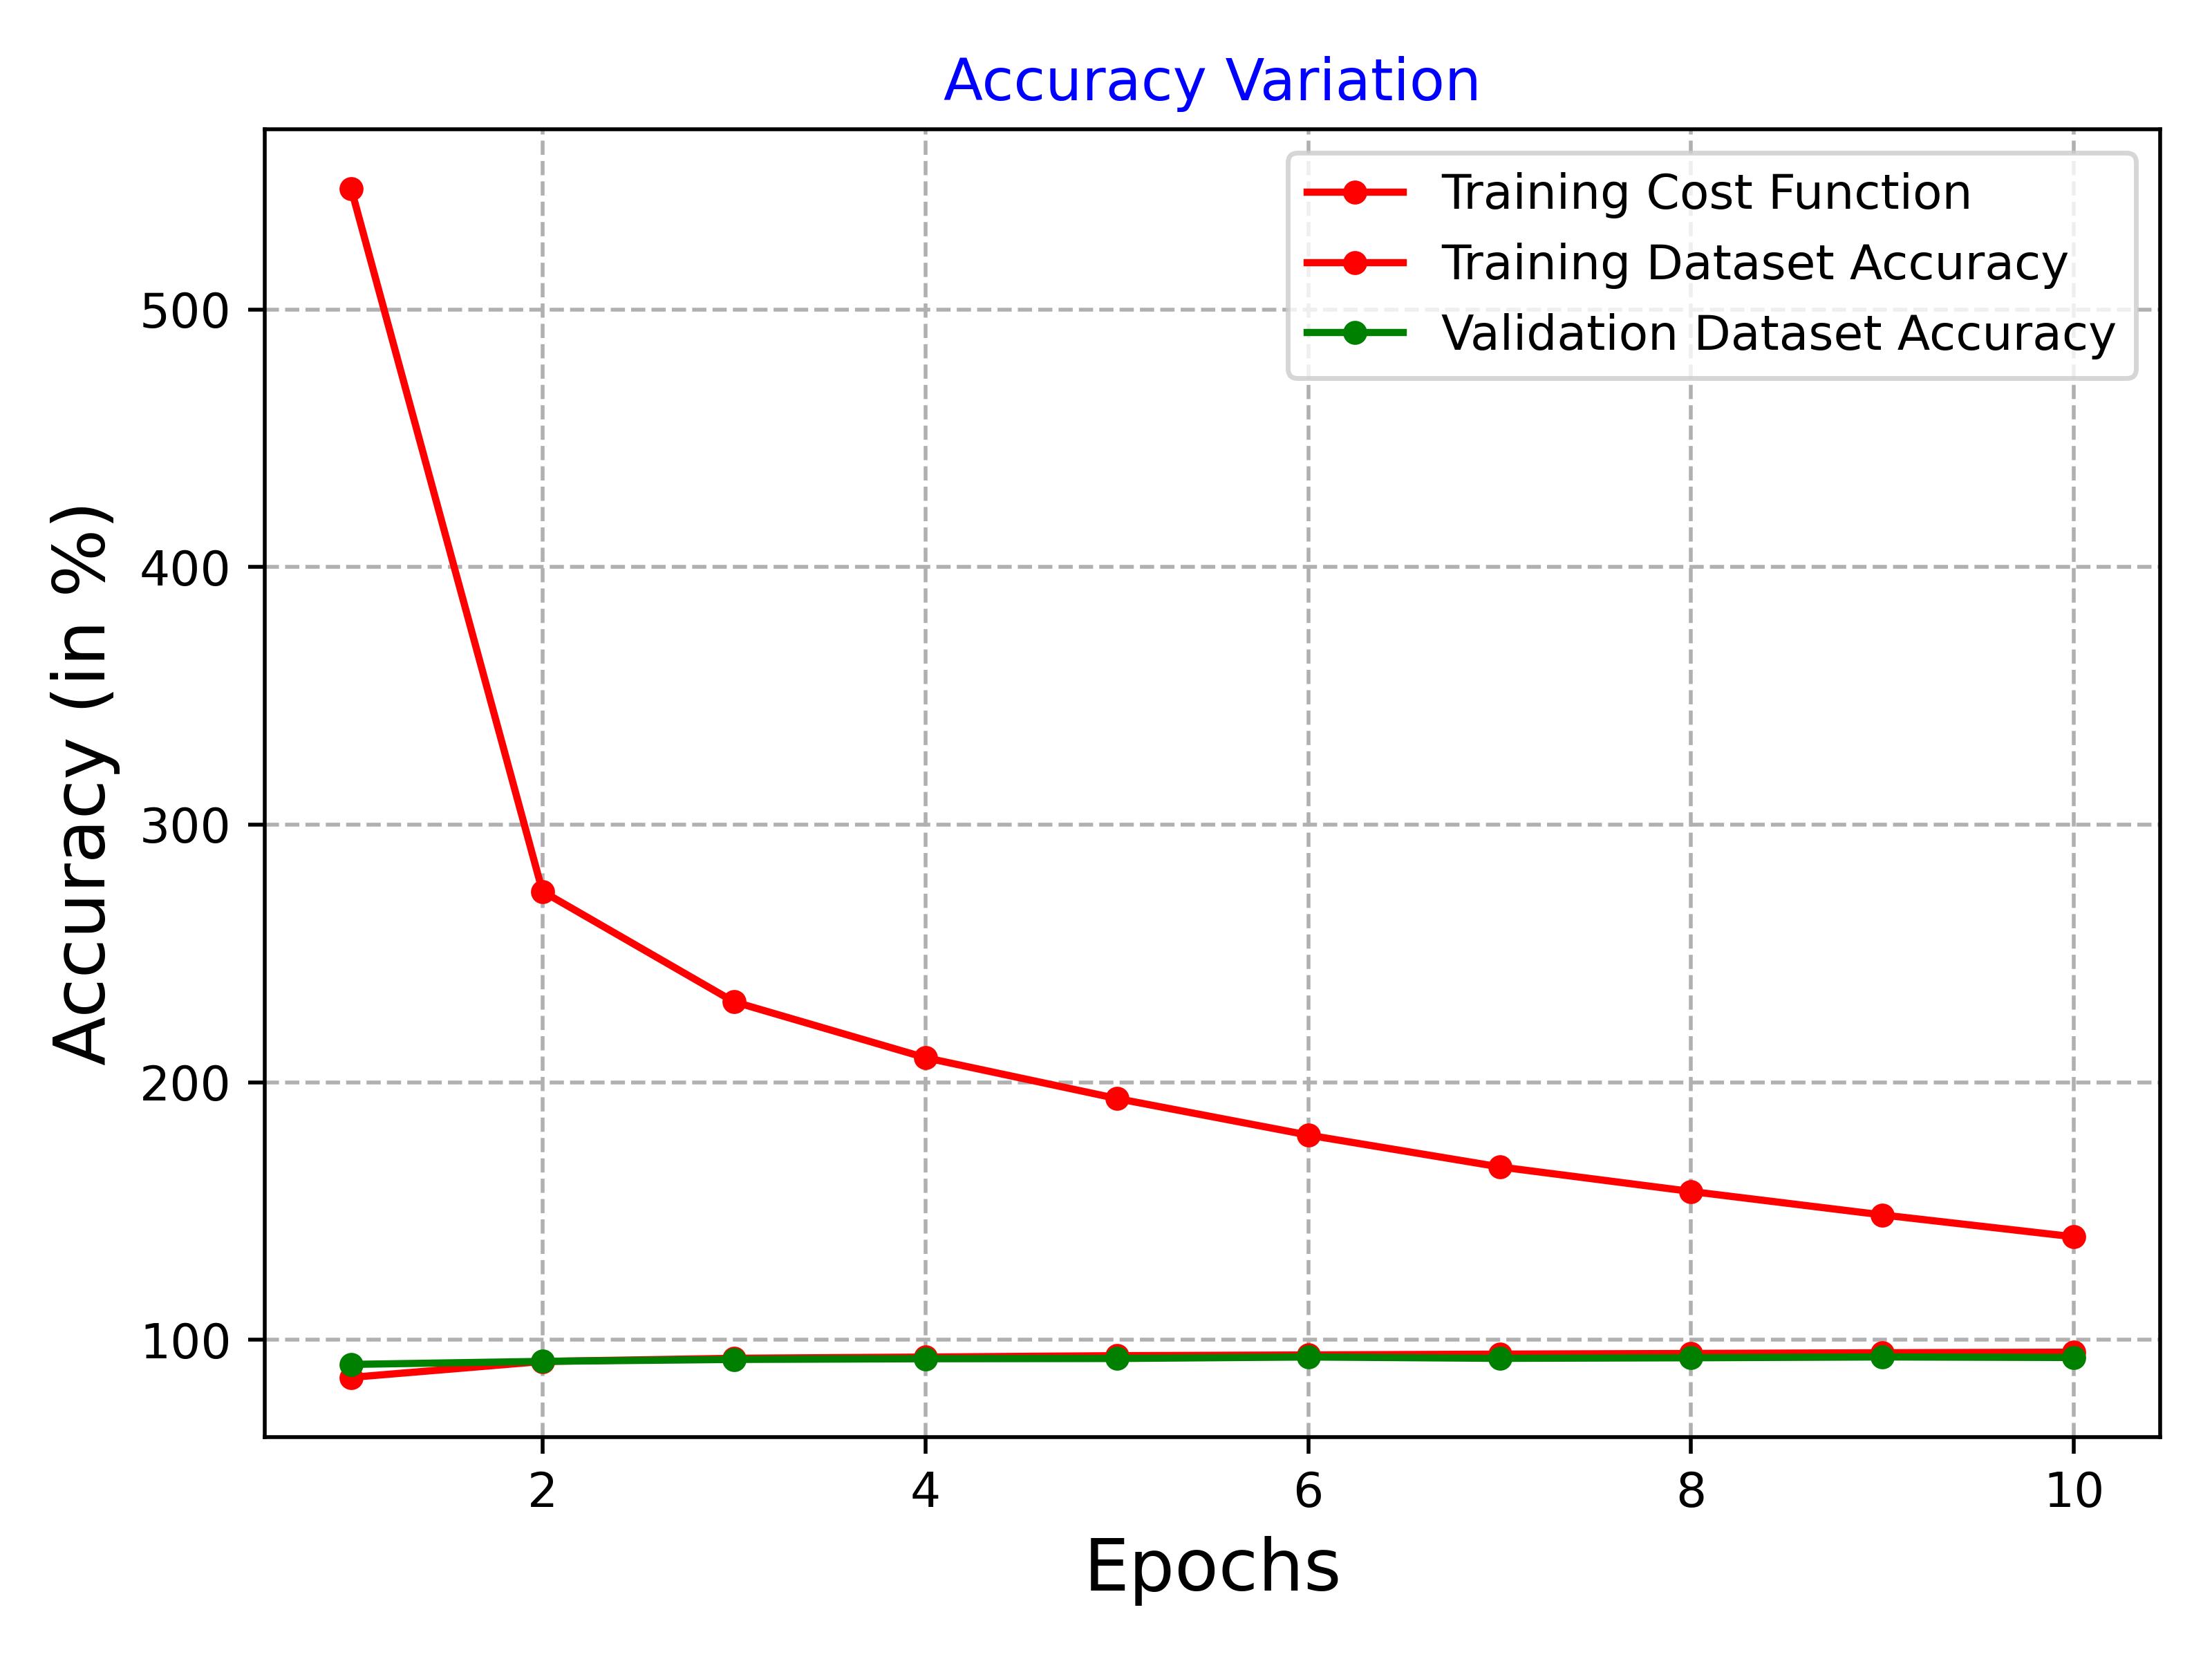 Accuracy Variation
Training Cost Function
Training Dataset Accuracy
Validation Dataset Accuracy
Accuracy (in %)
500
400
300
200
100
2 4 6 8 10
Epochs